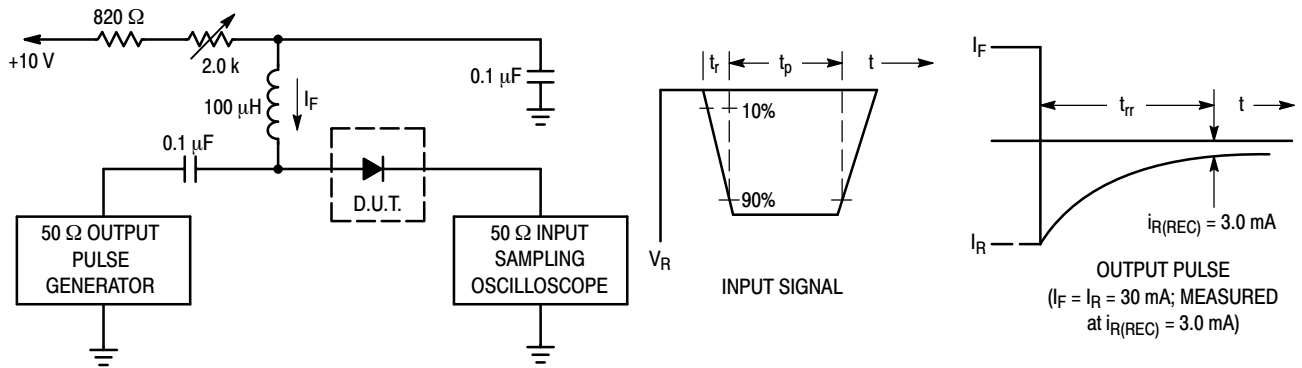 820 Ω
+10 V
2.0 k
100 μH
I_F
0.1 μF
0.1 μF
D.U.T.
50 Ω OUTPUT
PULSE
GENERATOR
50 Ω INPUT
SAMPLING
OSCILLOSCOPE
t_r
t_p
t
10%
90%
V_R
INPUT SIGNAL
I_F
t_rr
t
I_R
i_R(REC) = 3.0 mA
OUTPUT PULSE
(I_F = I_R = 30 mA; MEASURED
at i_R(REC) = 3.0 mA)